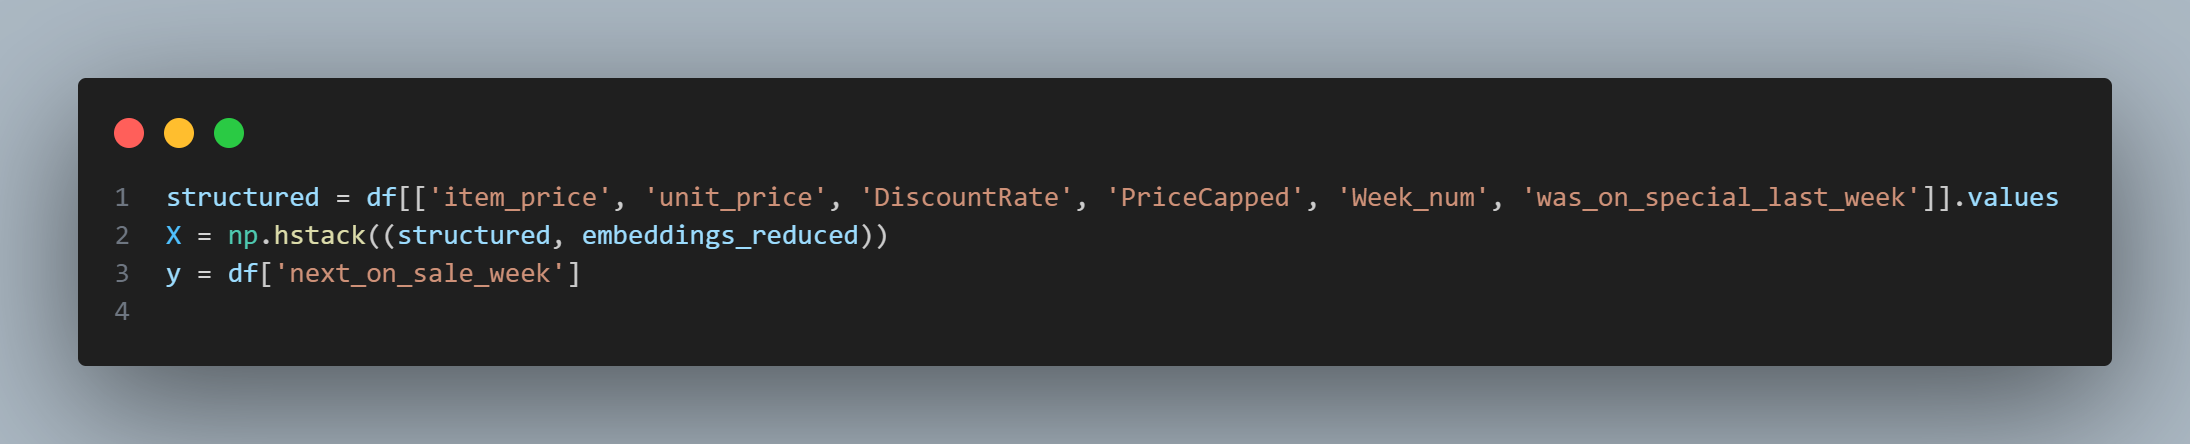 1 structured = df[['item_price', 'unit_price', 'DiscountRate', 'PriceCapped', 'Week_num', 'was_on_special_last_week']].values
2 X = np.hstack((structured, embeddings_reduced))
3 y = df['next_on_sale_week']
4